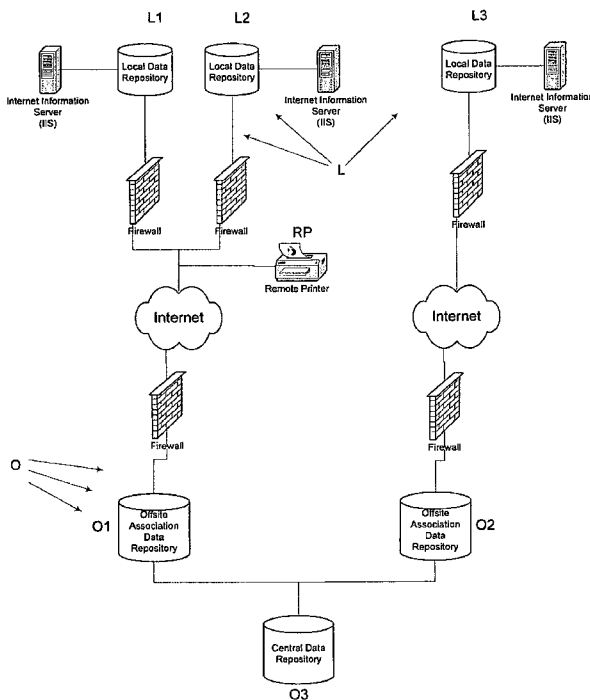 L1
L2
L3
Local Data
Repository
Local Data
Repository
Local Data
Repository
Internet Information
Server
(IIS)
Internet Information
Server
(IIS)
Internet Information
Server
(IIS)
L
Firewall
Firewall
Firewall
RP
Remote Printer
Internet
Internet
Firewall
Firewall
O
O1
Offsite
Association
Data
Repository
Offsite
Association
Data
Repository
O2
Central Data
Repository
O3